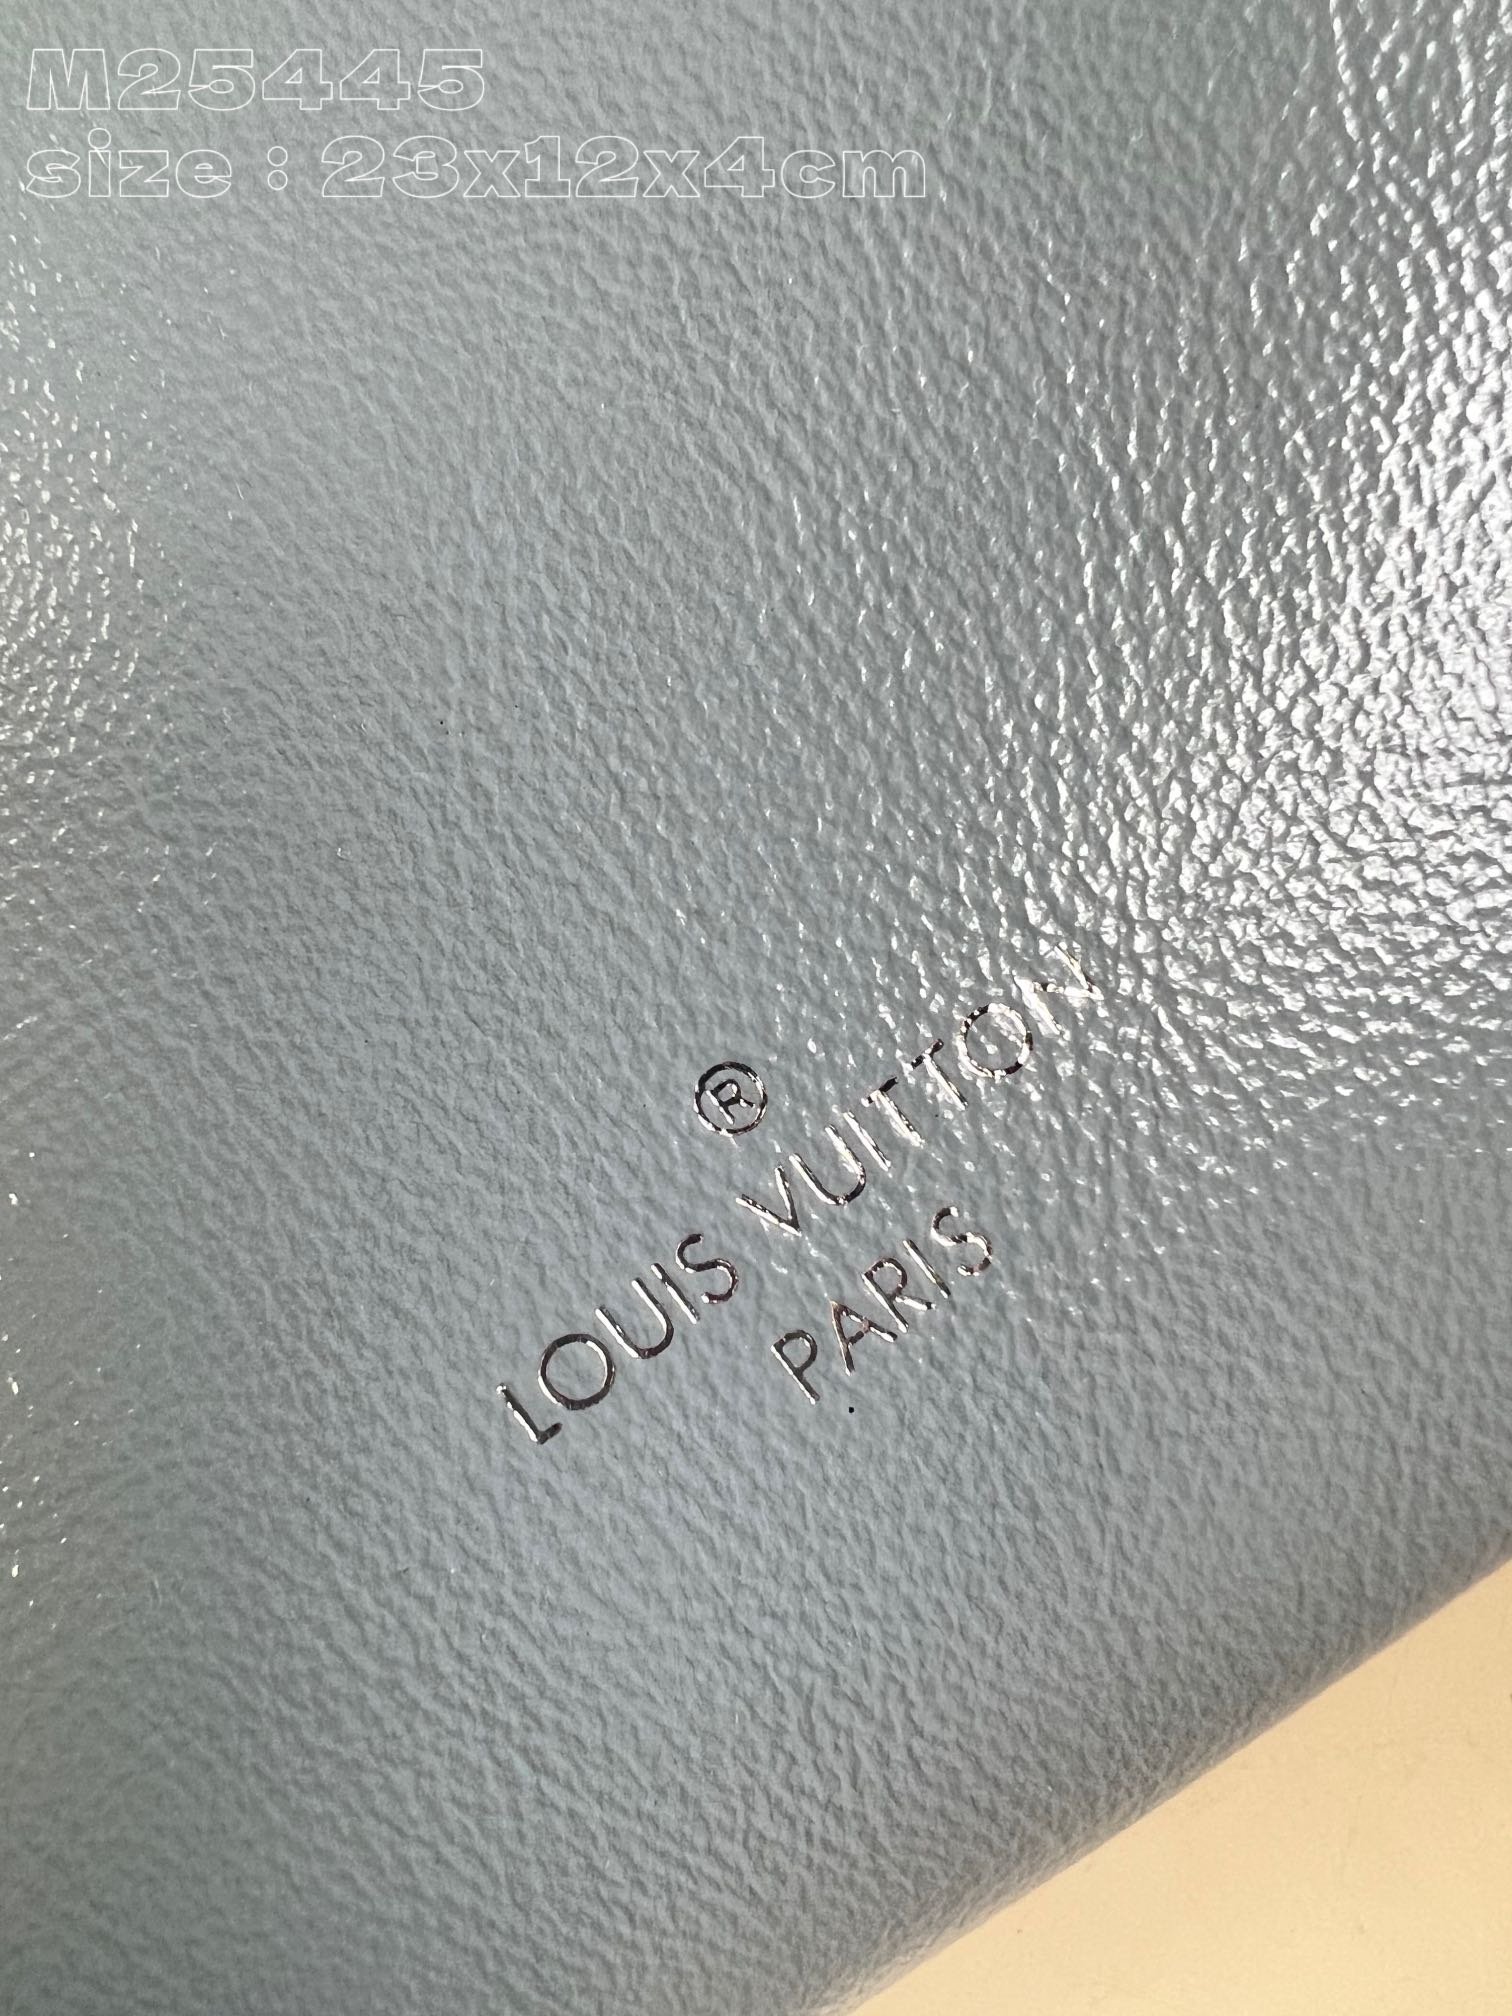 M25445
size : 23x12x4cm
®
LOUIS VUITTON
PARIS